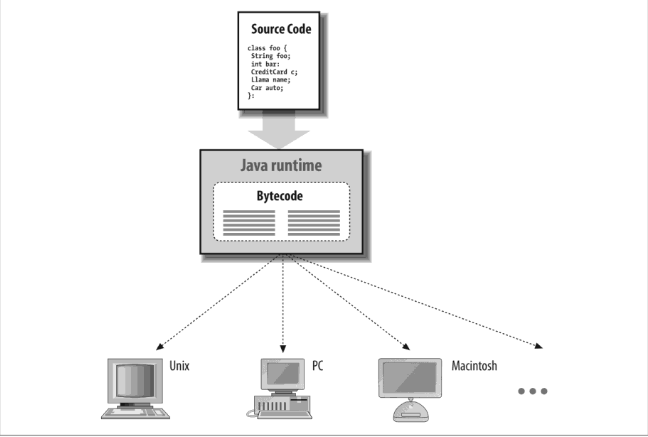 Source Code
class foo {
String foo;
int bar:
CreditCard c;
Llama name;
Car auto;
}:
Java runtime
Bytecode
Unix
PC
Macintosh